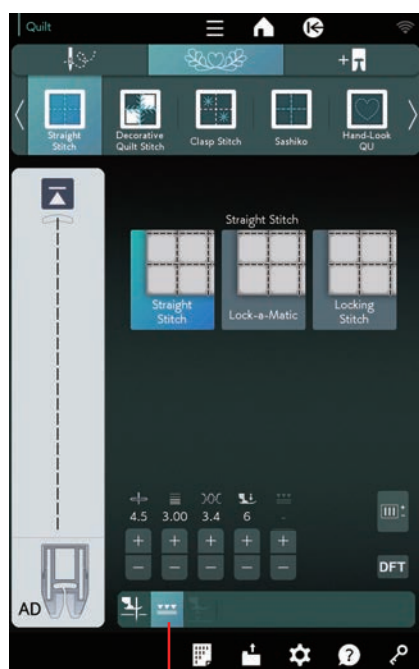 Quilt
Straight
Stitch
Decorative
Quilt Stitch
Clasp Stitch
Sashiko
Hand-Look
QU
Straight Stitch
Straight
Stitch
Lock-a-Matic
Locking
Stitch
4.5 3.00 3.4 6 -
+ + + + +
- - - - -
DFT
AD